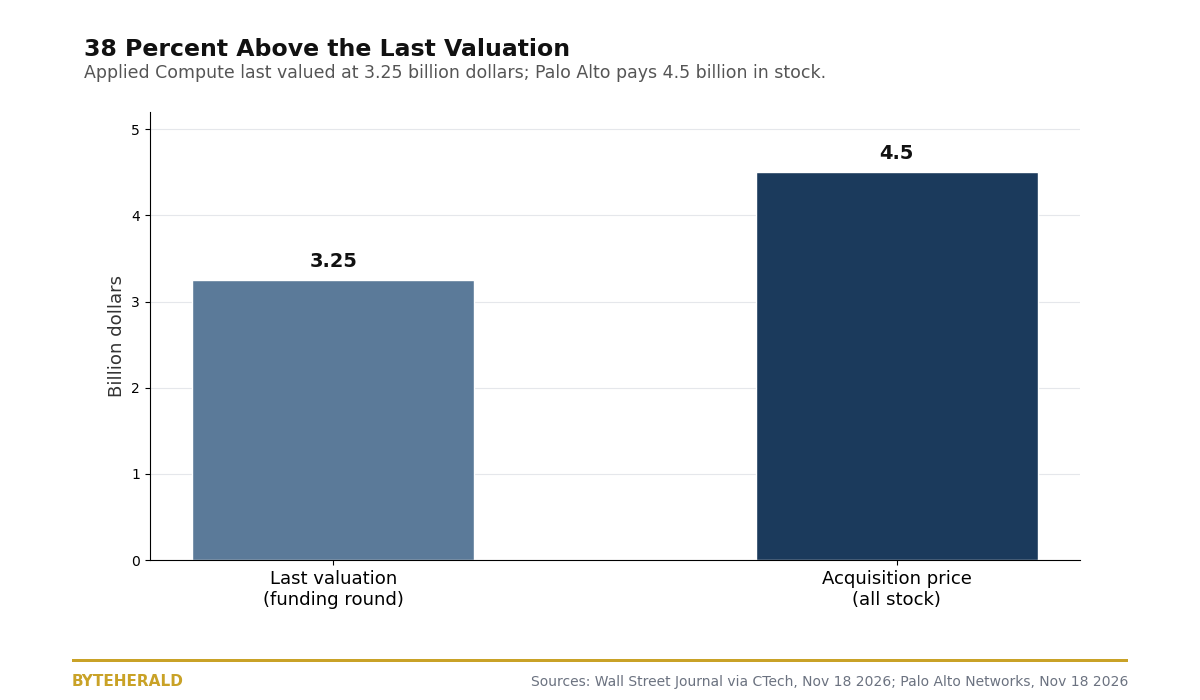 38 Percent Above the Last Valuation
Applied Compute last valued at 3.25 billion dollars; Palo Alto pays 4.5 billion in stock.
Billion dollars
5
4
3
2
1
0
3.25
4.5
Last valuation
(funding round)
Acquisition price
(all stock)
BYTEHERALD
Sources: Wall Street Journal via CTech, Nov 18 2026; Palo Alto Networks, Nov 18 2026